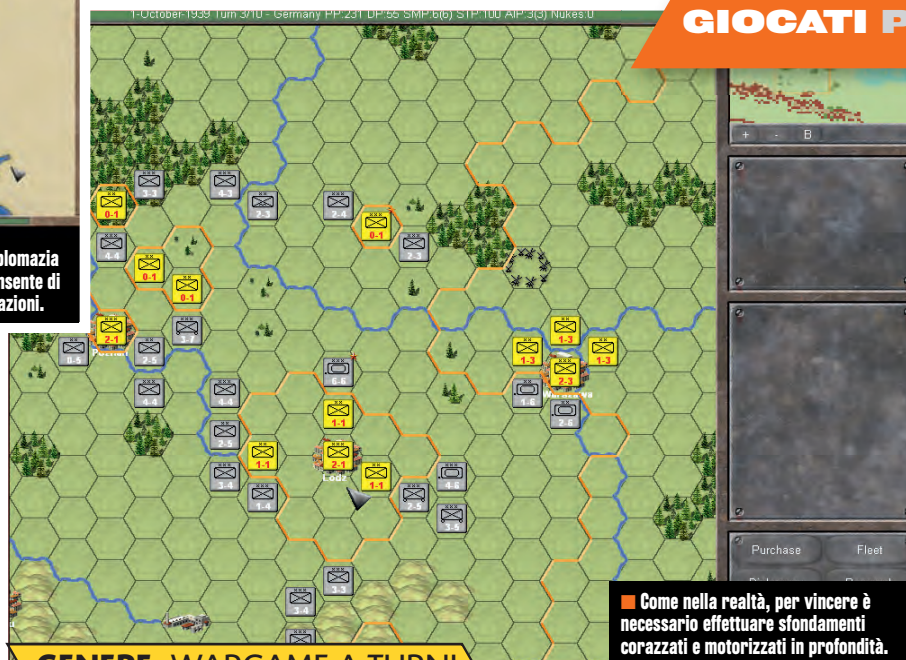 1-October-1939 Turn 3/10 - Germany PP:231 DP:55 SMP:6(6) STP:100 AIP:3(3) Nukes:0
GIOCATI P
+ - B
plomazia
nsente di
azioni.
3-3
4-3
2-3
2-4
0-1
0-1
4-4
2-3
0-1
0-1
2-1
3-7
1-3
0-5
2-5
1-3
1-3
6-6
2-3
4-4
4-4
1-6
1-1
2-6
2-5
1-1
2-1
Lodz
3-4
1-1
4-6
1-4
2-5
3-5
3-3
3-4
Purchase Fleet
■ Come nella realtà, per vincere è
necessario effettuare sfondamenti
corazzati e motorizzati in profondità.
GENERE WARGAME A TURNI